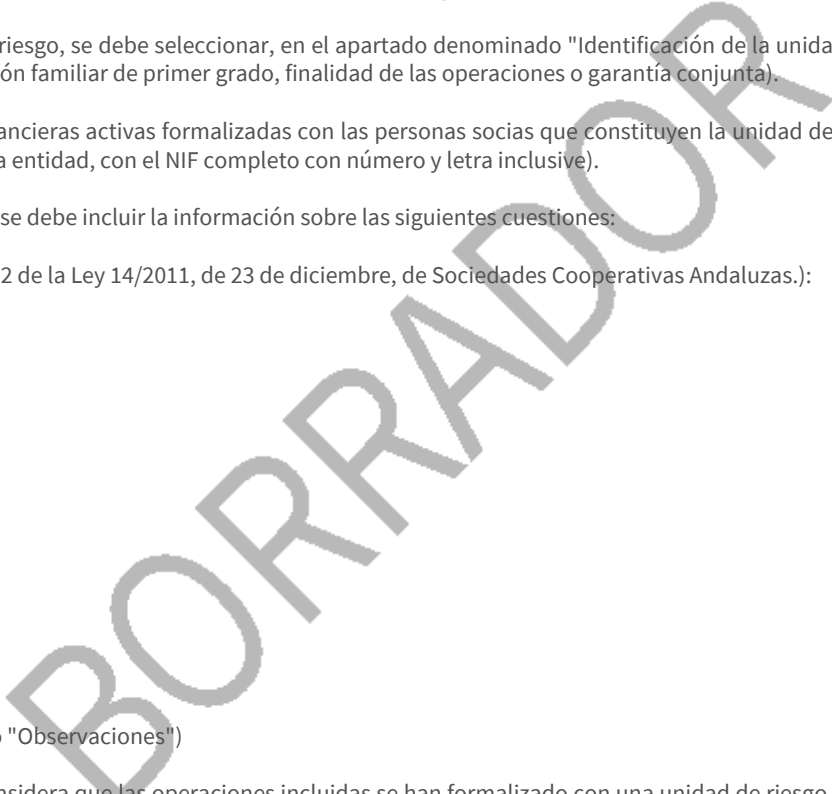 riesgo, se debe seleccionar, en el apartado denominado "Identificación de la unida
ón familiar de primer grado, finalidad de las operaciones o garantía conjunta).
ancieras activas formalizadas con las personas socias que constituyen la unidad de
a entidad, con el NIF completo con número y letra inclusive).
se debe incluir la información sobre las siguientes cuestiones:
2 de la Ley 14/2011, de 23 de diciembre, de Sociedades Cooperativas Andaluzas.):
BORRADOR
o "Observaciones")
nsidera que las operaciones incluidas se han formalizado con una unidad de riesgo